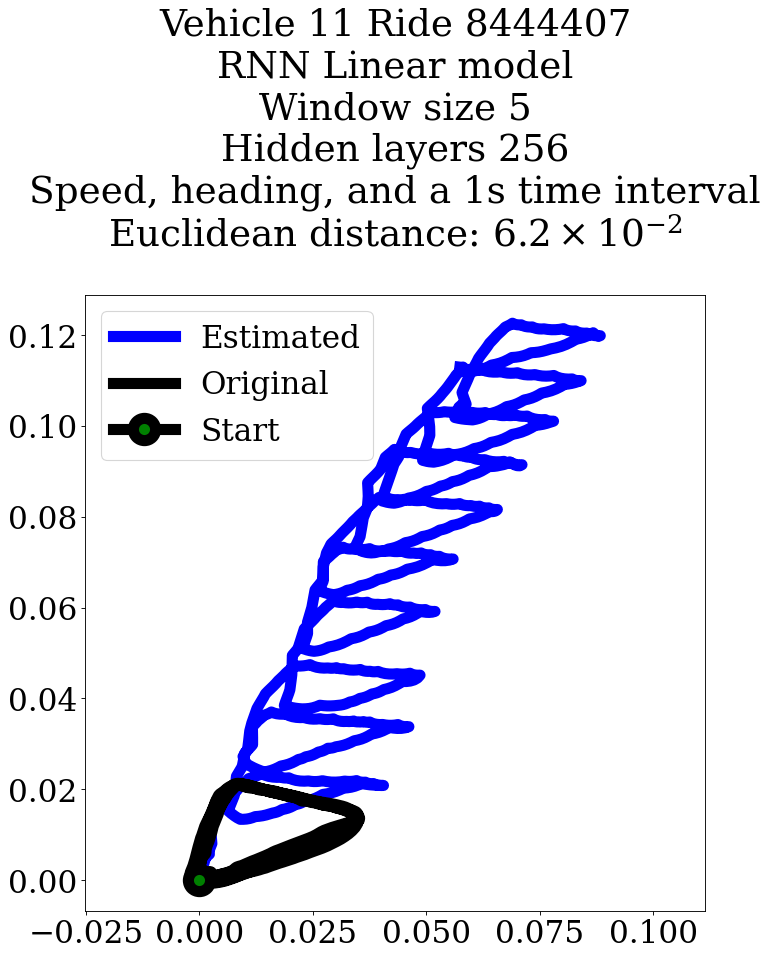 Vehicle 11 Ride 8444407
RNN Linear model
Window size 5
Hidden layers 256
Speed, heading, and a 1s time interval
Euclidean distance: 6.2 × 10⁻²
Estimated
Original
Start
0.12
0.10
0.08
0.06
0.04
0.02
0.00
−0.025 0.000 0.025 0.050 0.075 0.100